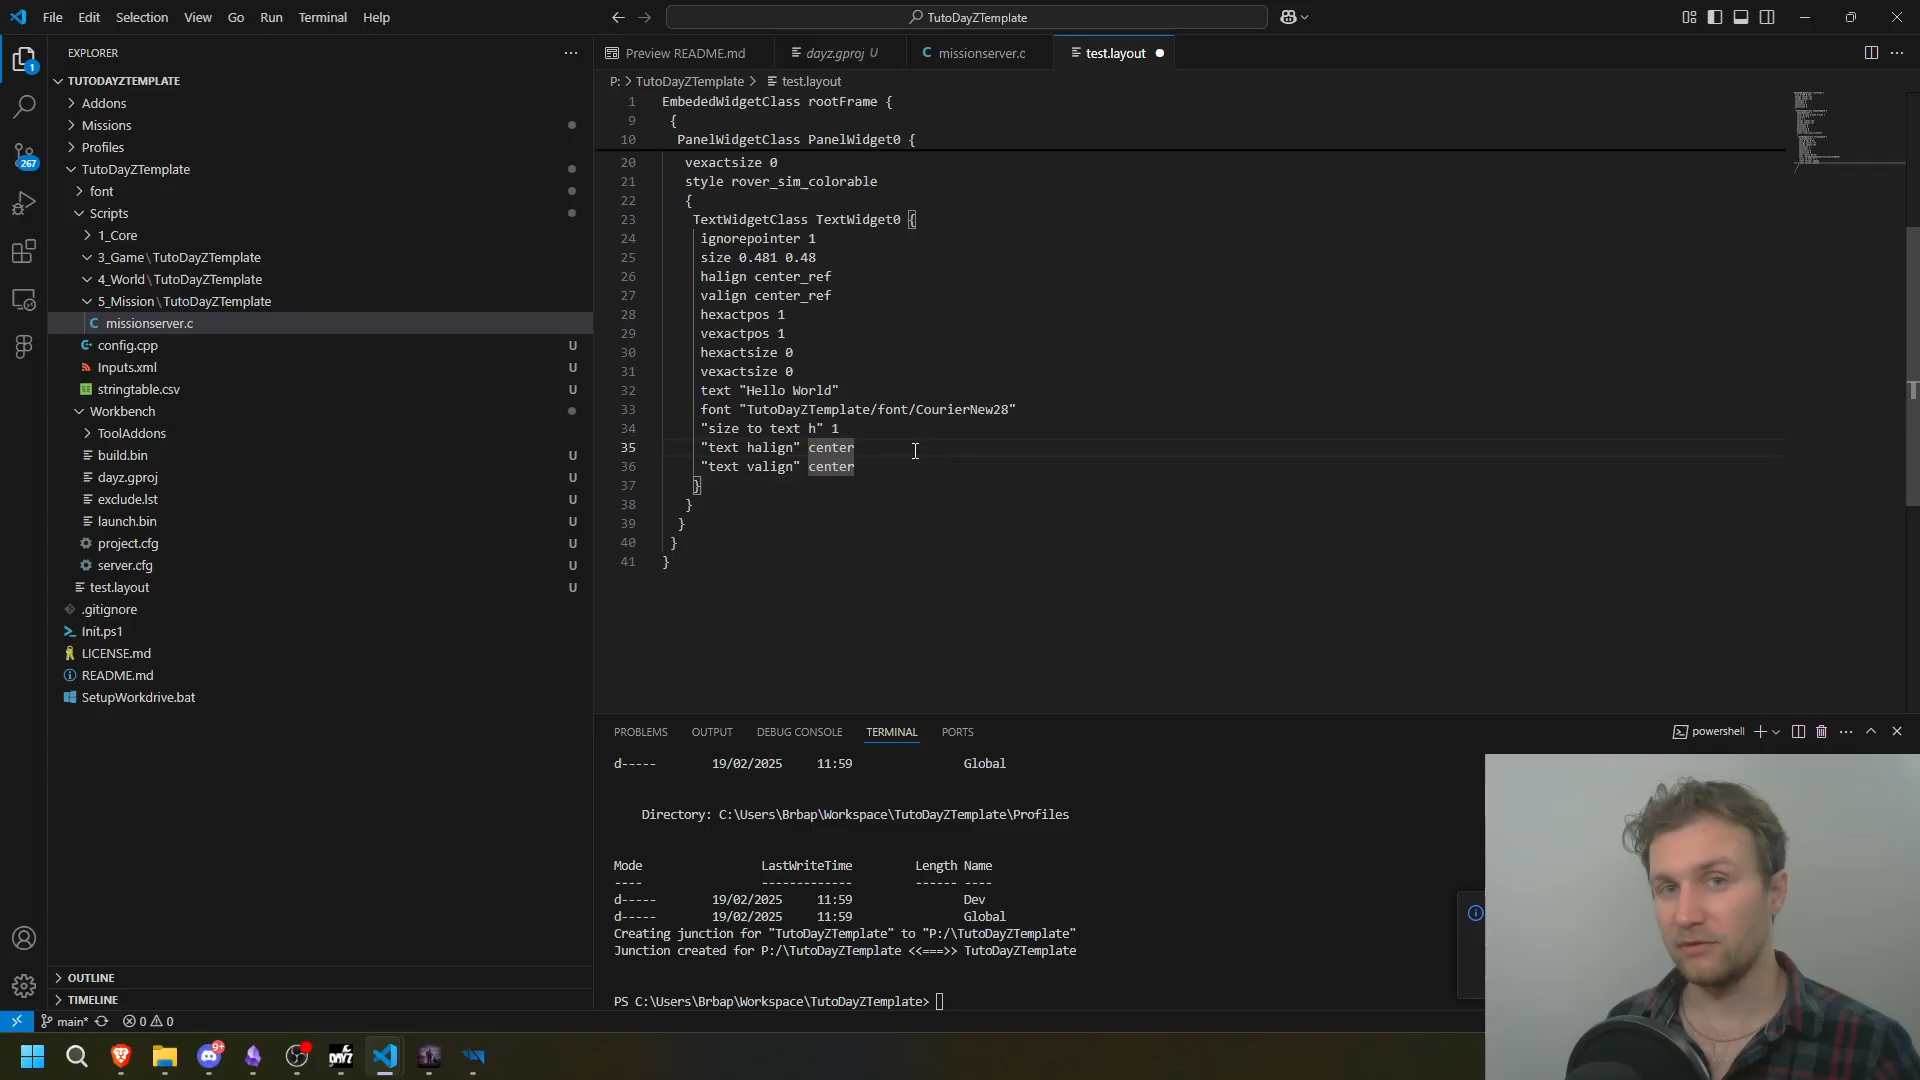 File Edit Selection View Go Run Terminal Help
TutoDayZTemplate
EXPLORER
TUTODAYZTEMPLATE
Addons
Missions
Profiles
TutoDayZTemplate
font
Scripts
1_Core
3_Game\TutoDayZTemplate
4_World\TutoDayZTemplate
5_Mission\TutoDayZTemplate
C missionserver.c
config.cpp U
Inputs.xml U
stringtable.csv U
Workbench
ToolAddons
build.bin U
dayz.gproj U
exclude.lst U
launch.bin U
project.cfg U
server.cfg U
test.layout U
.gitignore
Init.ps1
LICENSE.md
README.md
SetupWorkdrive.bat
OUTLINE
TIMELINE
1
267
Preview README.md
dayz.gproj U
C missionserver.c
test.layout
P: > TutoDayZTemplate > test.layout
1 EmbededWidgetClass rootFrame {
9 {
10 PanelWidgetClass PanelWidget0 {
20 vexactsize 0
21 style rover_sim_colorable
22 {
23 TextWidgetClass TextWidget0 {
24 ignorepointer 1
25 size 0.481 0.48
26 halign center_ref
27 valign center_ref
28 hexactpos 1
29 vexactpos 1
30 hexactsize 0
31 vexactsize 0
32 text "Hello World"
33 font "TutoDayZTemplate/font/CourierNew28"
34 "size to text h" 1
35 "text halign" center
36 "text valign" center
37 }
38 }
39 }
40 }
41 }
PROBLEMS OUTPUT DEBUG CONSOLE TERMINAL PORTS
powershell
d----- 19/02/2025 11:59 Global
Directory: C:\Users\Brbap\Workspace\TutoDayZTemplate\Profiles
Mode LastWriteTime Length Name
---- ------------- ------ ----
d----- 19/02/2025 11:59 Dev
d----- 19/02/2025 11:59 Global
Creating junction for "TutoDayZTemplate" to "P:/\TutoDayZTemplate"
Junction created for P:/\TutoDayZTemplate <<===>> TutoDayZTemplate
PS C:\Users\Brbap\Workspace\TutoDayZTemplate>
main* 0 0
9+
DAYZ